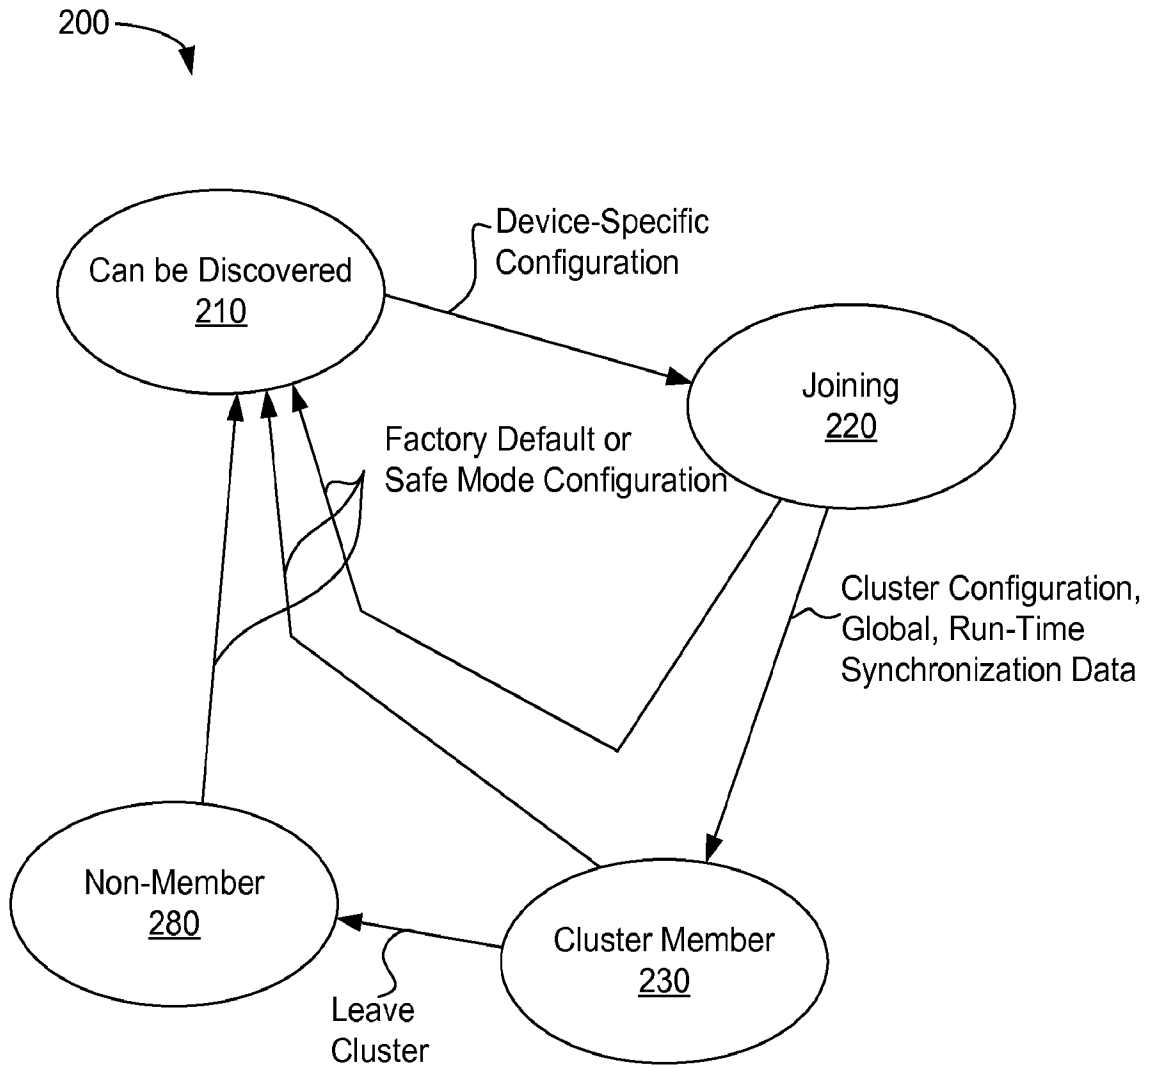 200
Device-Specific
Configuration
Can be Discovered
210
Joining
220
Factory Default or
Safe Mode Configuration
Cluster Configuration,
Global, Run-Time
Synchronization Data
Non-Member
280
Cluster Member
230
Leave
Cluster